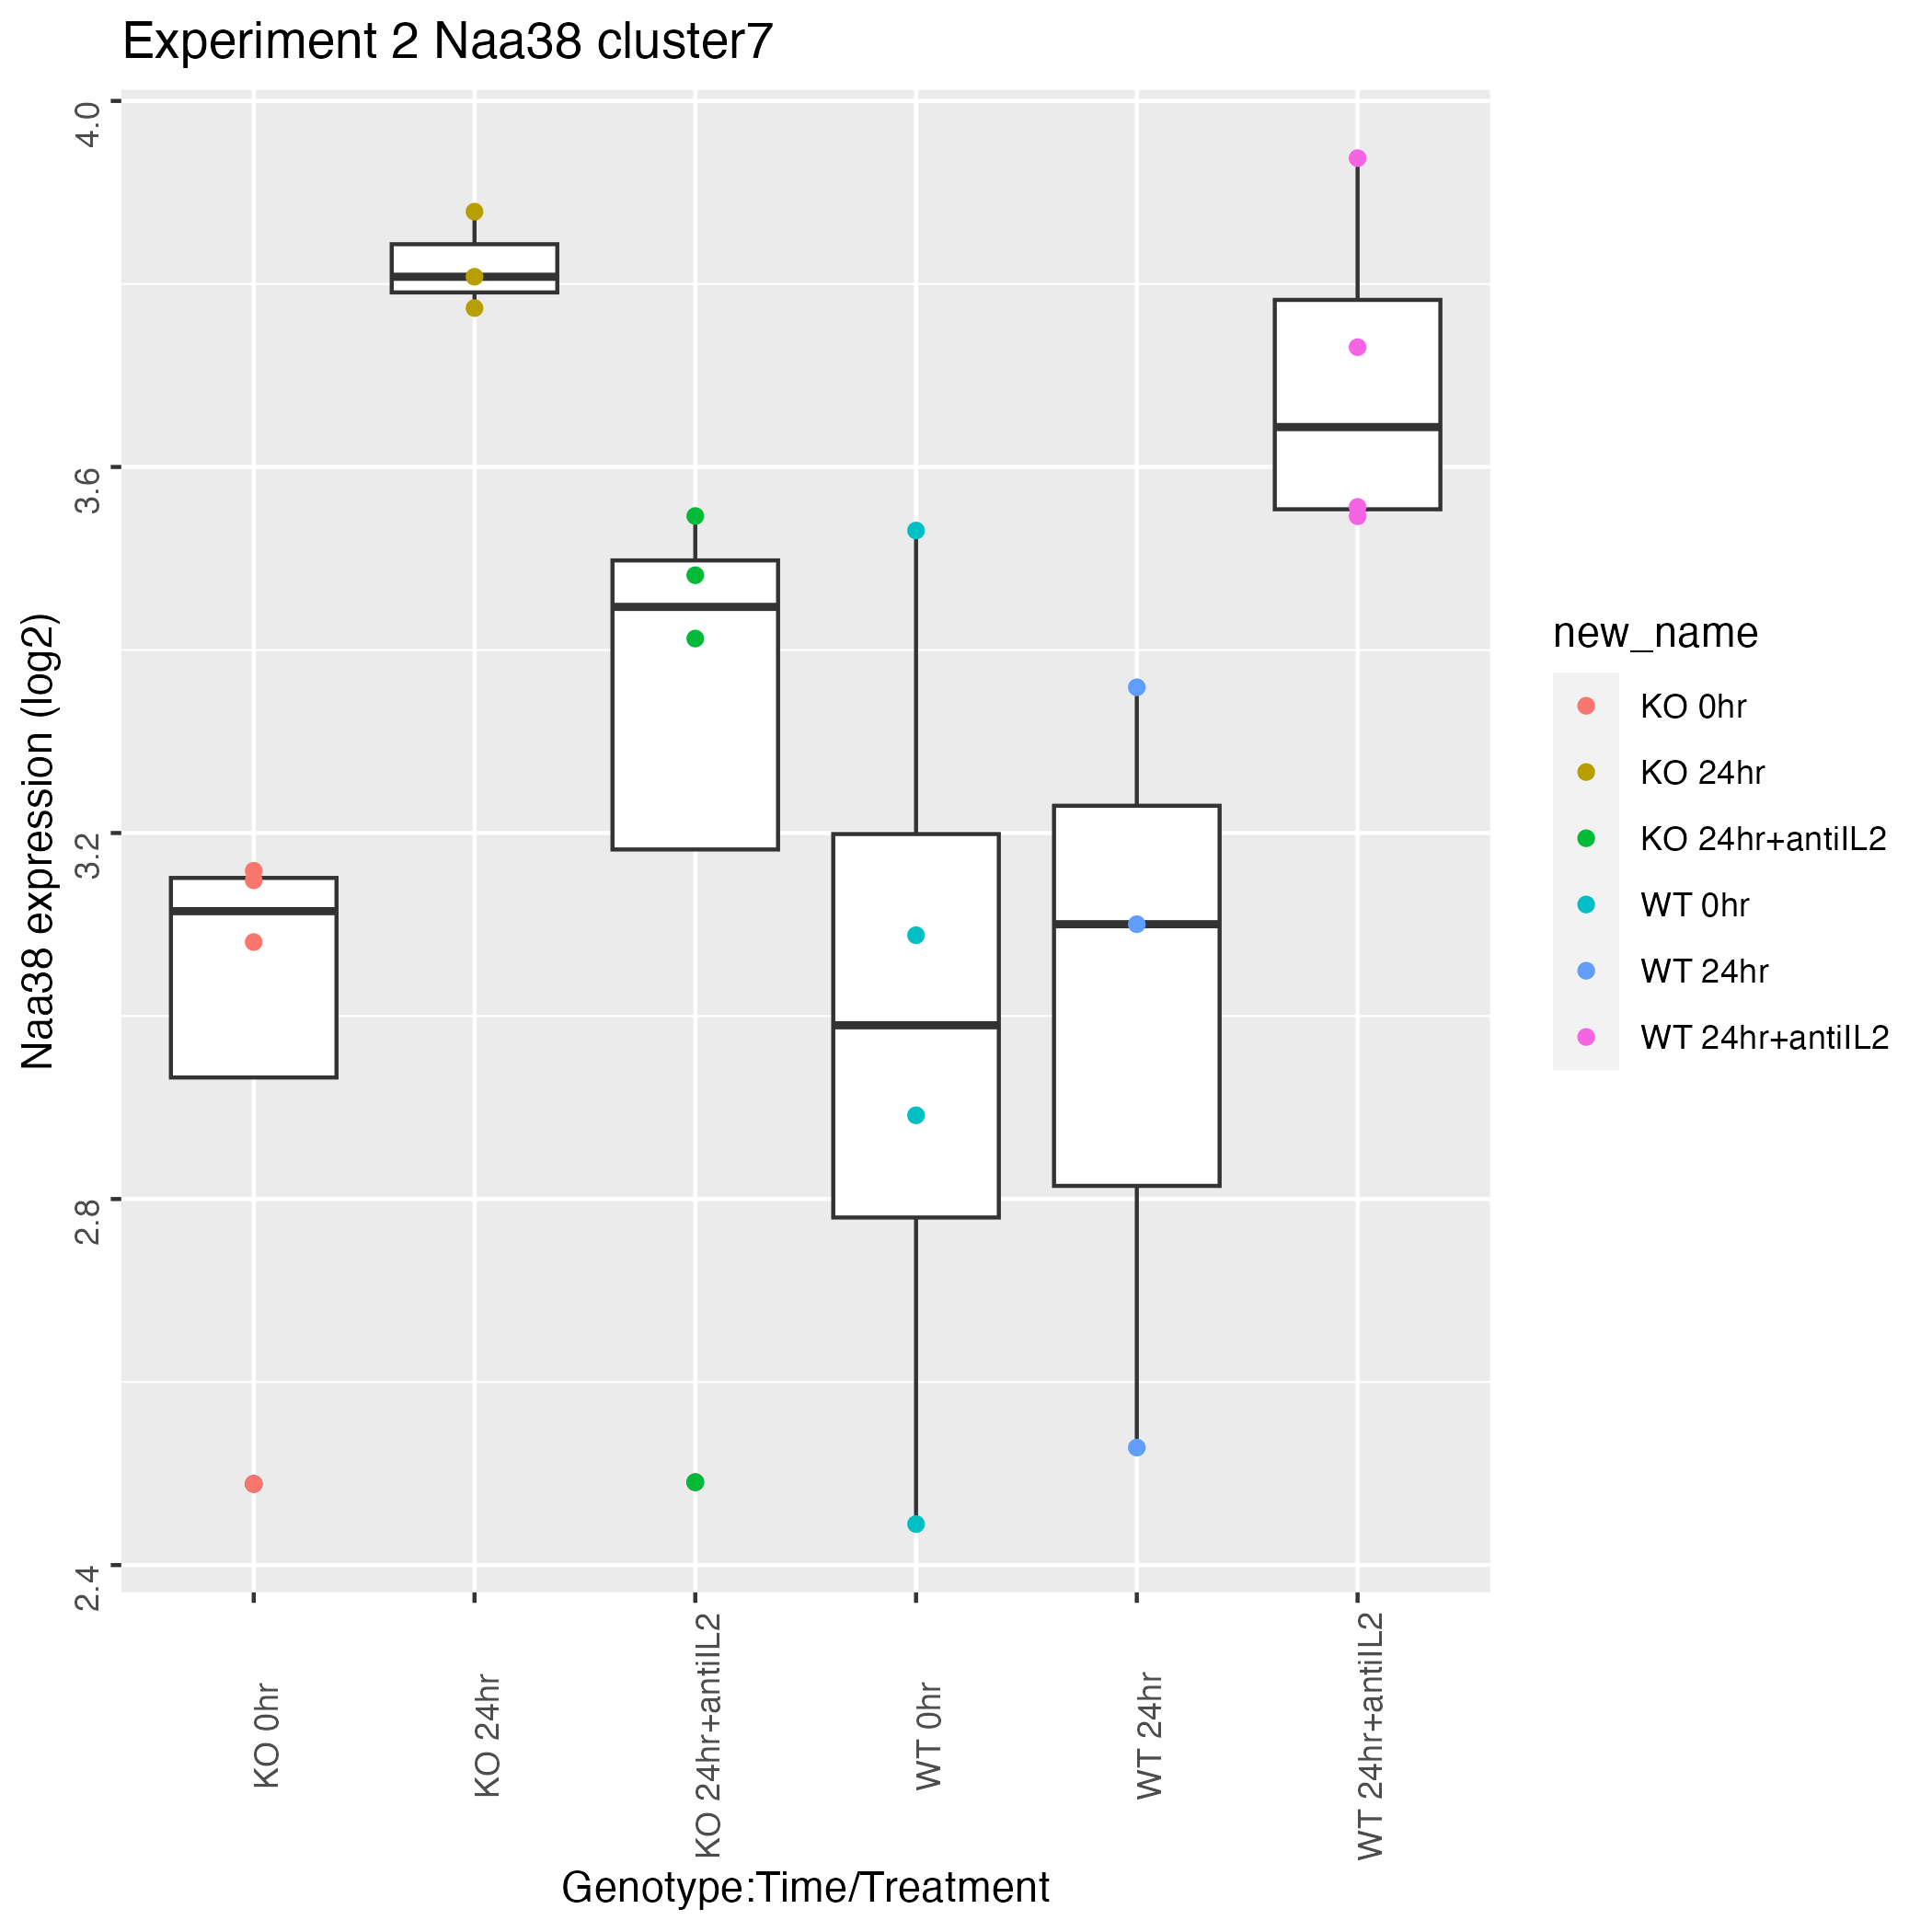 Experiment 2 Naa38 cluster7
Naa38 expression (log2)
4.0
3.6
3.2
2.8
2.4
KO 0hr
KO 24hr
KO 24hr+antiIL2
WT 0hr
WT 24hr
WT 24hr+antiIL2
Genotype:Time/Treatment
new_name
KO 0hr
KO 24hr
KO 24hr+antiIL2
WT 0hr
WT 24hr
WT 24hr+antiIL2